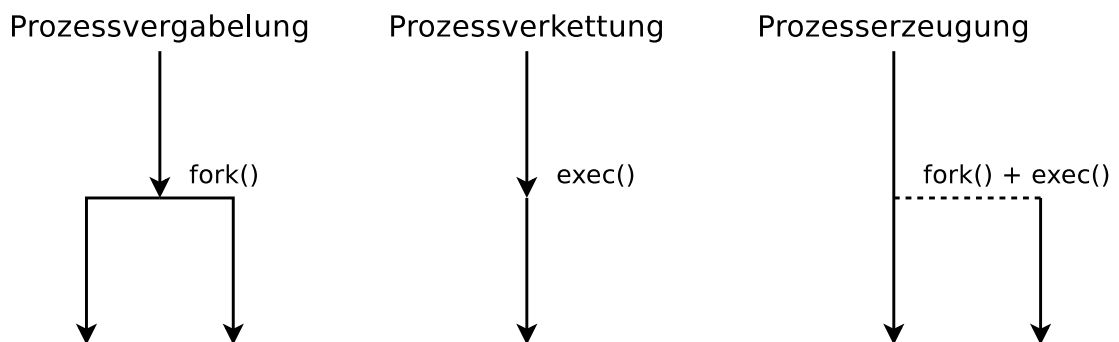 Prozessvergabelung
Prozessverkettung
Prozesserzeugung
fork()
exec()
fork() + exec()